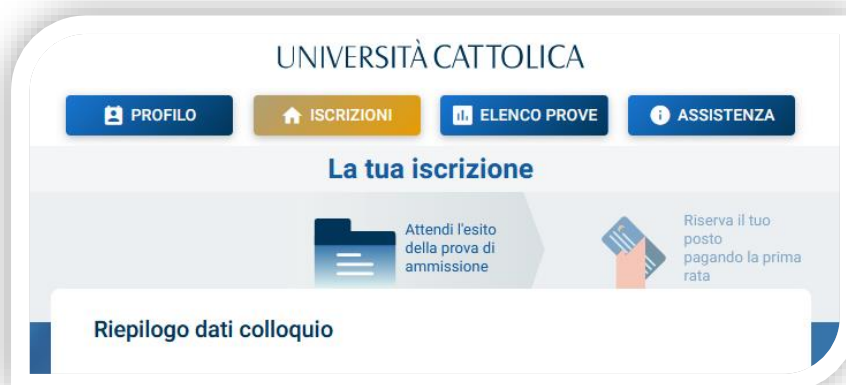 UNIVERSITÀ CATTOLICA
PROFILO
ISCRIZIONI
ELENCO PROVE
ASSISTENZA
La tua iscrizione
Attendi l'esito
della prova di
ammissione
Riserva il tuo
posto
pagando la prima
rata
Riepilogo dati colloquio